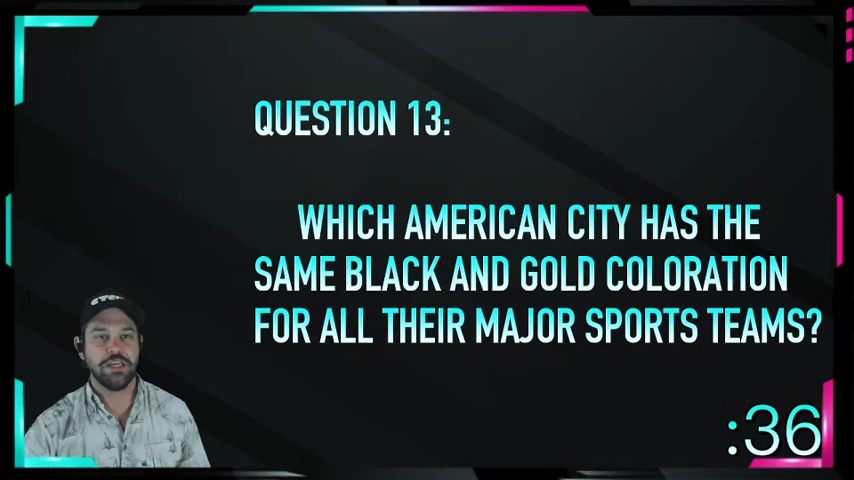 QUESTION 13:
WHICH AMERICAN CITY HAS THE
SAME BLACK AND GOLD COLORATION
FOR ALL THEIR MAJOR SPORTS TEAMS?
:36